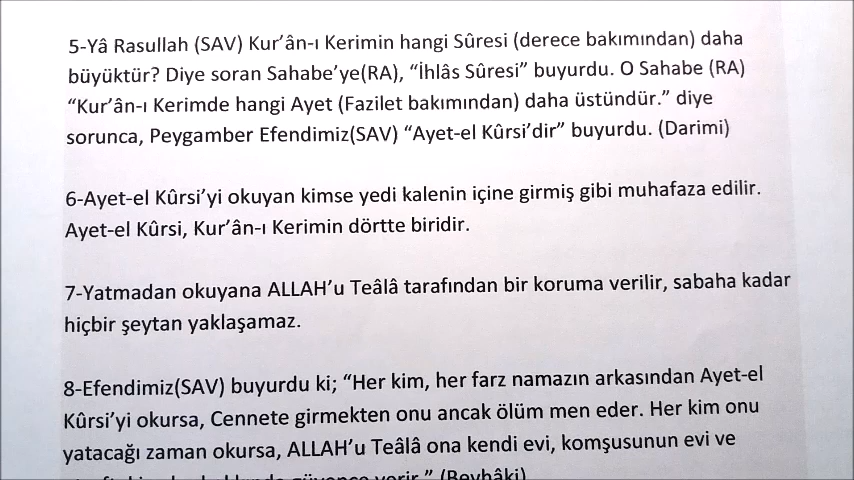 5-Yâ Rasullah (SAV) Kur’ân-ı Kerimin hangi Sûresi (derece bakımından) daha
büyüktür? Diye soran Sahabe’ye(RA), “İhlâs Sûresi” buyurdu. O Sahabe (RA)
“Kur’ân-ı Kerimde hangi Ayet (Fazilet bakımından) daha üstündür.” diye
sorunca, Peygamber Efendimiz(SAV) “Ayet-el Kûrsi’dir” buyurdu. (Darimi)
6-Ayet-el Kûrsi’yi okuyan kimse yedi kalenin içine girmiş gibi muhafaza edilir.
Ayet-el Kûrsi, Kur’ân-ı Kerimin dörtte biridir.
7-Yatmadan okuyana ALLAH’u Teâlâ tarafından bir koruma verilir, sabaha kadar
hiçbir şeytan yaklaşamaz.
8-Efendimiz(SAV) buyurdu ki; “Her kim, her farz namazın arkasından Ayet-el
Kûrsi’yi okursa, Cennete girmekten onu ancak ölüm men eder. Her kim onu
yatacağı zaman okursa, ALLAH’u Teâlâ ona kendi evi, komşusunun evi ve
verir.” (Beyhâki)